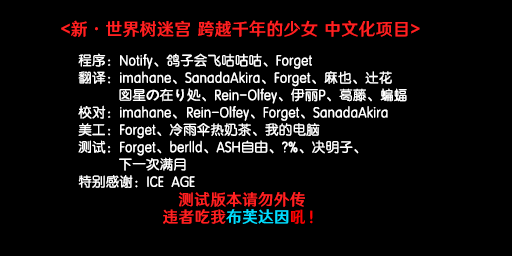 <新·世界树迷宫 跨越千年的少女 中文化项目>
程序：Notify、鸽子会飞咕咕咕、Forget
翻译：imahane、SanadaAkira、Forget、麻也、辻花
図星の在り処、Rein-Olfey、伊丽P、葛藤、蝙蝠
校对：imahane、Rein-Olfey、Forget、SanadaAkira
美工：Forget、冷雨伞热奶茶、我的电脑
测试：Forget、berlld、ASH自由、?%、决明子、
下一次满月
特别感谢：ICE AGE
测试版本请勿外传
违者吃我布芙达因吼！